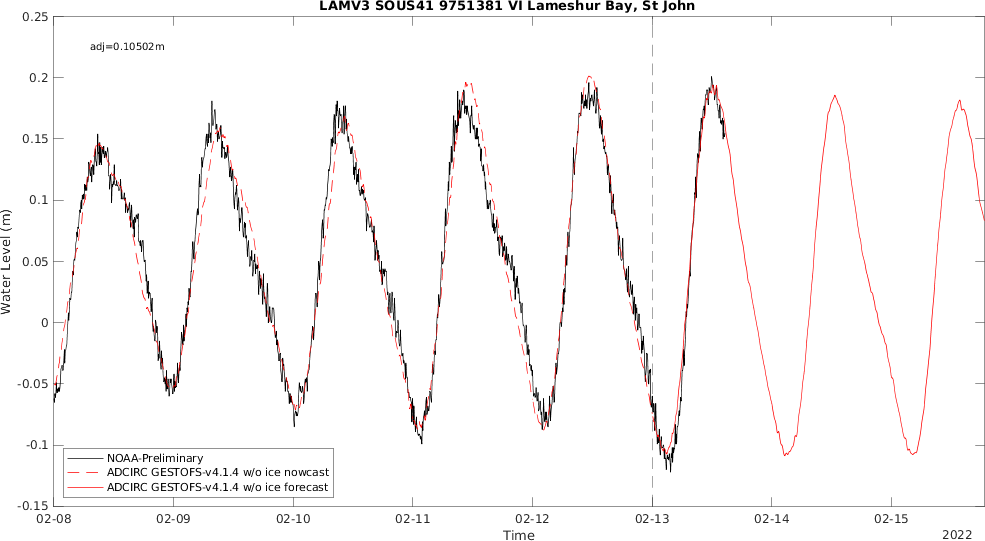 LAMV3 SOUS41 9751381 VI Lameshur Bay, St John
adj=0.10502m
0.25
0.2
0.15
0.1
0.05
0
-0.05
-0.1
-0.15
Water Level (m)
NOAA-Preliminary
ADCIRC GESTOFS-v4.1.4 w/o ice nowcast
ADCIRC GESTOFS-v4.1.4 w/o ice forecast
02-08 02-09 02-10 02-11 02-12 02-13 02-14 02-15
Time
2022